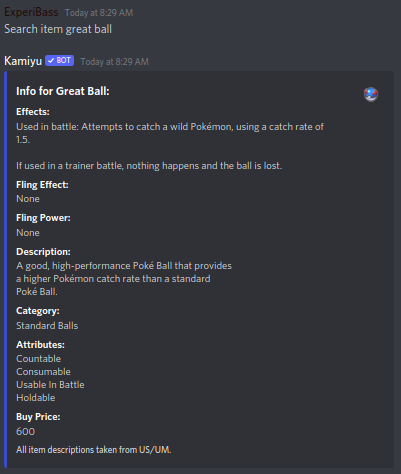 ExperiBass Today at 8:29 AM
Search item great ball
Kamiyu ✓ BOT Today at 8:29 AM
Info for Great Ball:
Effects:
Used in battle: Attempts to catch a wild Pokémon, using a catch rate of
1.5.
If used in a trainer battle, nothing happens and the ball is lost.
Fling Effect:
None
Fling Power:
None
Description:
A good, high-performance Poké Ball that provides
a higher Pokémon catch rate than a standard
Poké Ball.
Category:
Standard Balls
Attributes:
Countable
Consumable
Usable In Battle
Holdable
Buy Price:
600
All item descriptions taken from US/UM.